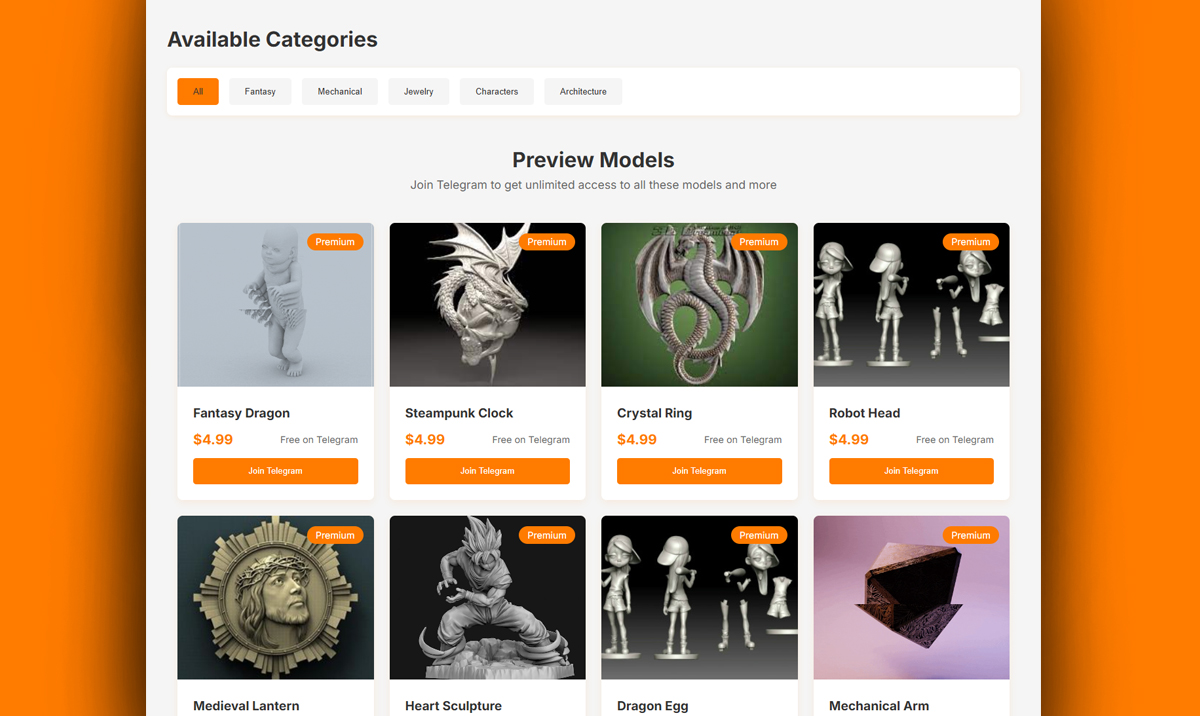 Available Categories
All Fantasy Mechanical Jewelry Characters Architecture
Preview Models
Join Telegram to get unlimited access to all these models and more
Premium Premium Premium Premium
Fantasy Dragon Steampunk Clock Crystal Ring Robot Head
$4.99 Free on Telegram $4.99 Free on Telegram $4.99 Free on Telegram $4.99 Free on Telegram
Join Telegram Join Telegram Join Telegram Join Telegram
Premium Premium Premium Premium
Medieval Lantern Heart Sculpture Dragon Egg Mechanical Arm